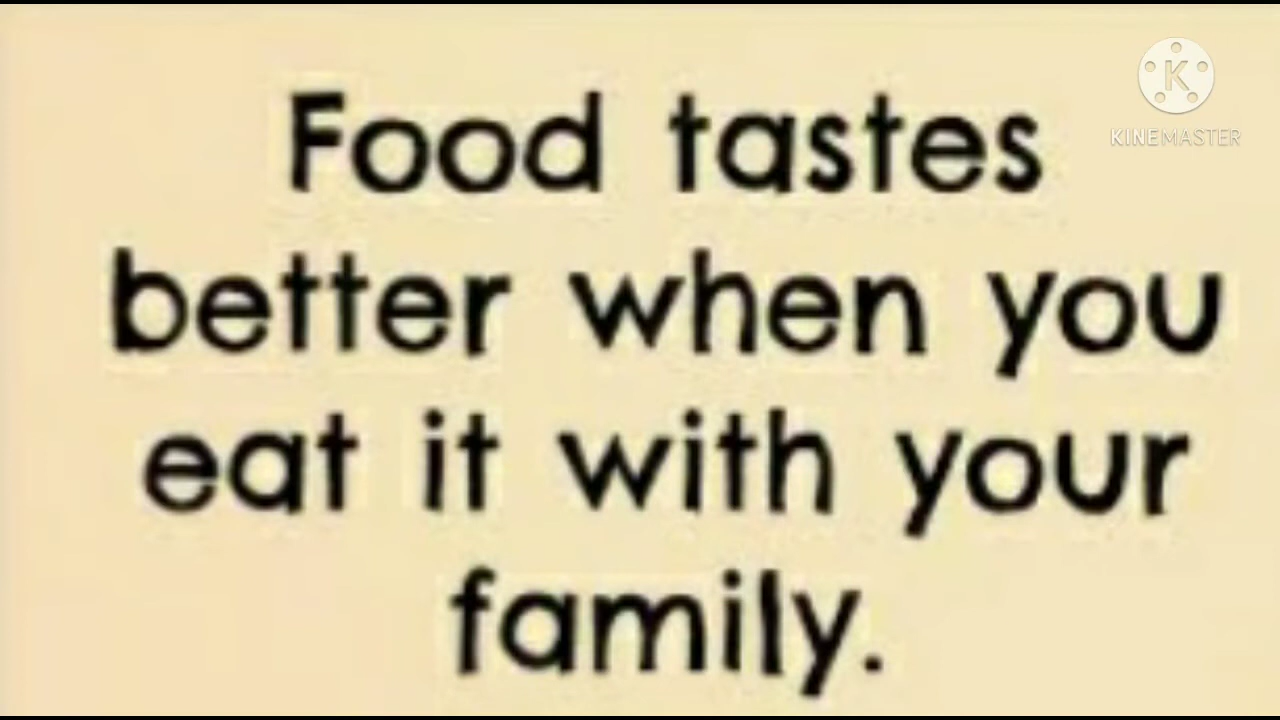 Food tastes
better when you
eat it with your
family.
K
KINEMASTER